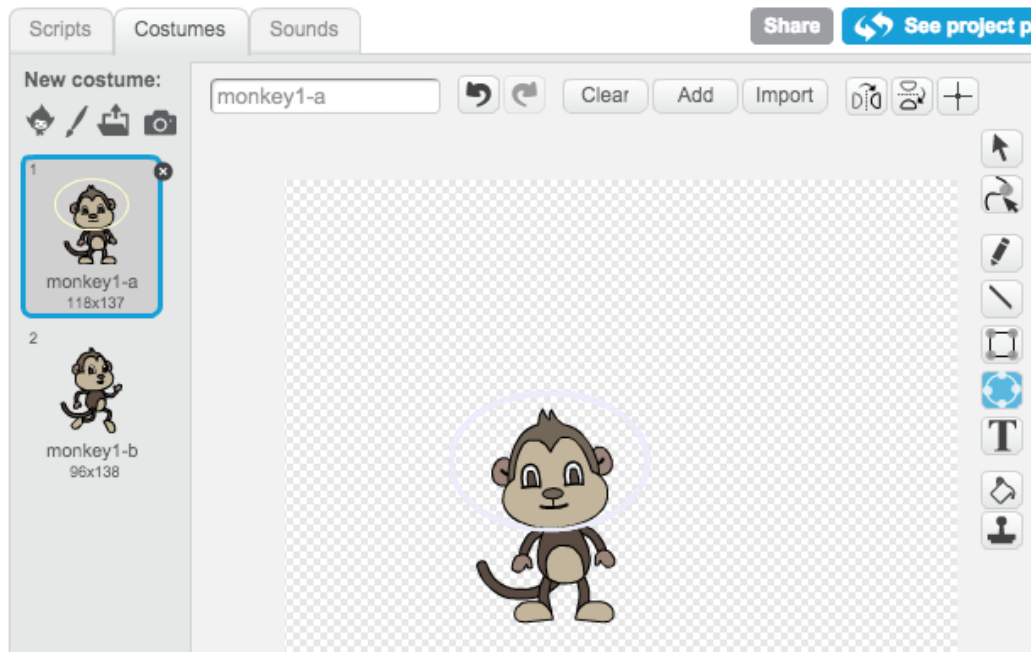 Scripts
Costumes
Sounds
Share
See project p
New costume:
monkey1-a
Clear
Add
Import
1
monkey1-a
118x137
2
monkey1-b
96x138
T